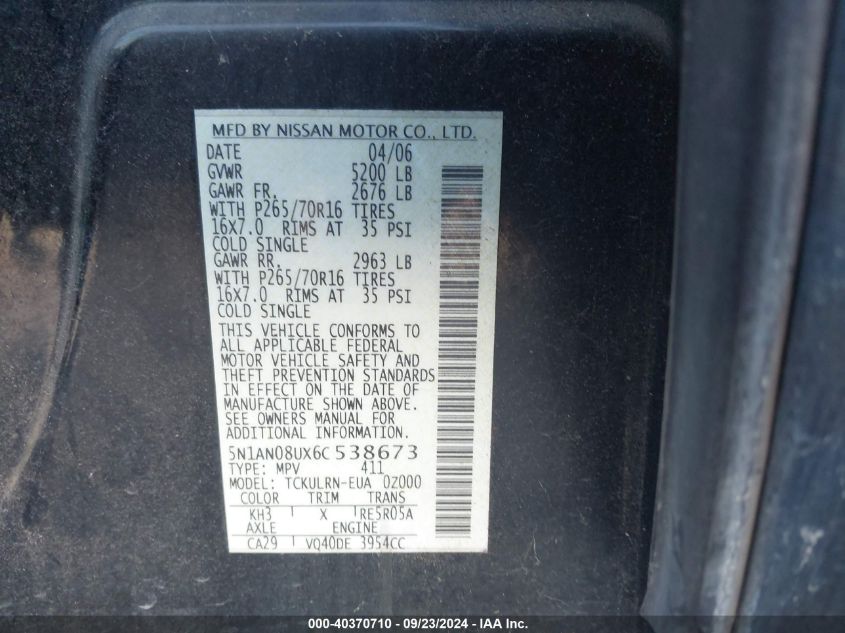 MFD BY NISSAN MOTOR CO., LTD.
DATE 04/06
GVWR 5200 LB
GAWR FR. 2676 LB
WITH P265/70R16 TIRES
16X7.0 RIMS AT 35 PSI
COLD SINGLE
GAWR RR. 2963 LB
WITH P265/70R16 TIRES
16X7.0 RIMS AT 35 PSI
COLD SINGLE
THIS VEHICLE CONFORMS TO
ALL APPLICABLE FEDERAL
MOTOR VEHICLE SAFETY AND
THEFT PREVENTION STANDARDS
IN EFFECT ON THE DATE OF
MANUFACTURE SHOWN ABOVE.
SEE OWNERS MANUAL FOR
ADDITIONAL INFORMATION.
5N1AN08UX6C538673
TYPE: MPV 411
MODEL: TCKULRN-EUA 0Z000
COLOR TRIM TRANS
KH3 X RE5R05A
AXLE ENGINE
CA29 VQ40DE 3954CC
000-40370710 - 09/23/2024 - IAAI.com